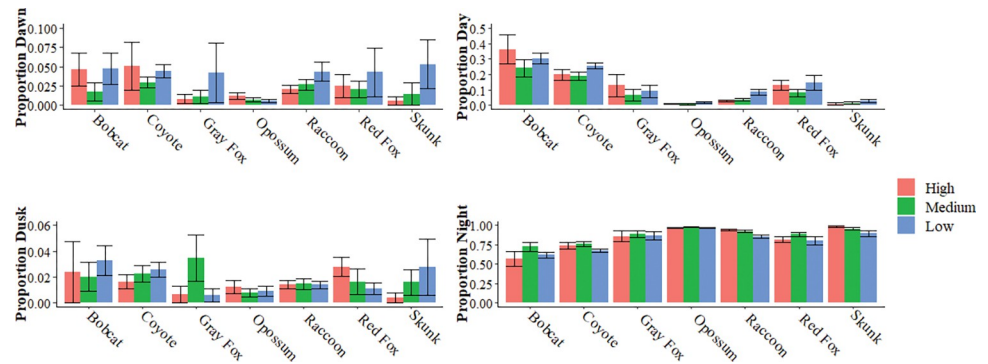 Proportion Dawn
0.100
0.075
0.050
0.025
0.000
Bobcat
Coyote
Gray Fox
Opossum
Raccoon
Red Fox
Skunk
Proportion Day
0.5
0.4
0.3
0.2
0.1
0.0
Bobcat
Coyote
Gray Fox
Opossum
Raccoon
Red Fox
Skunk
High
Medium
Low
Proportion Dusk
0.06
0.04
0.02
0.00
Bobcat
Coyote
Gray Fox
Opossum
Raccoon
Red Fox
Skunk
Proportion Night
1.00
0.75
0.50
0.25
0.00
Bobcat
Coyote
Gray Fox
Opossum
Raccoon
Red Fox
Skunk